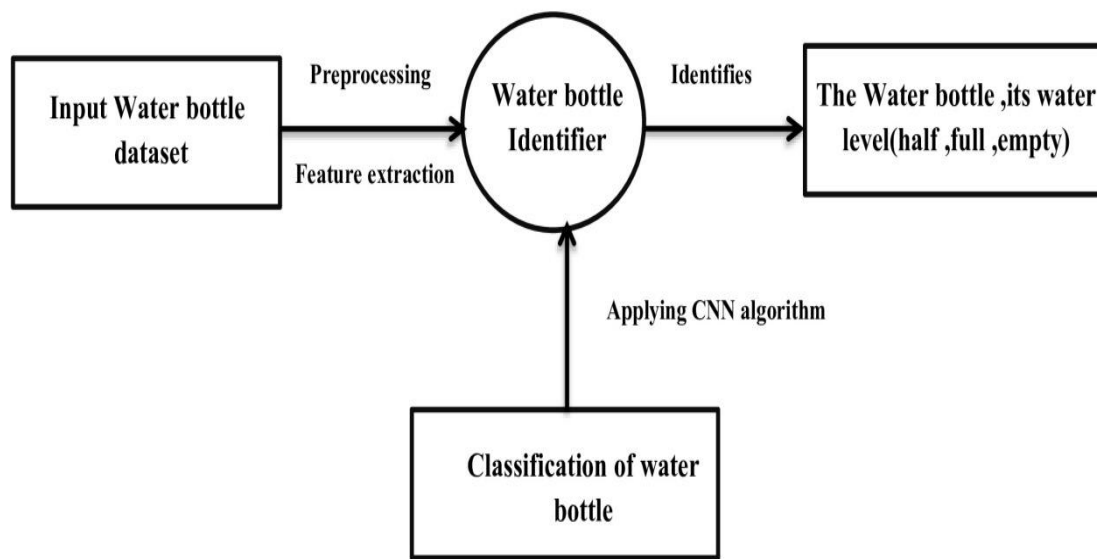 Input Water bottle
dataset
Preprocessing
Feature extraction
Water bottle
Identifier
Identifies
The Water bottle ,its water
level(half ,full ,empty)
Applying CNN algorithm
Classification of water
bottle